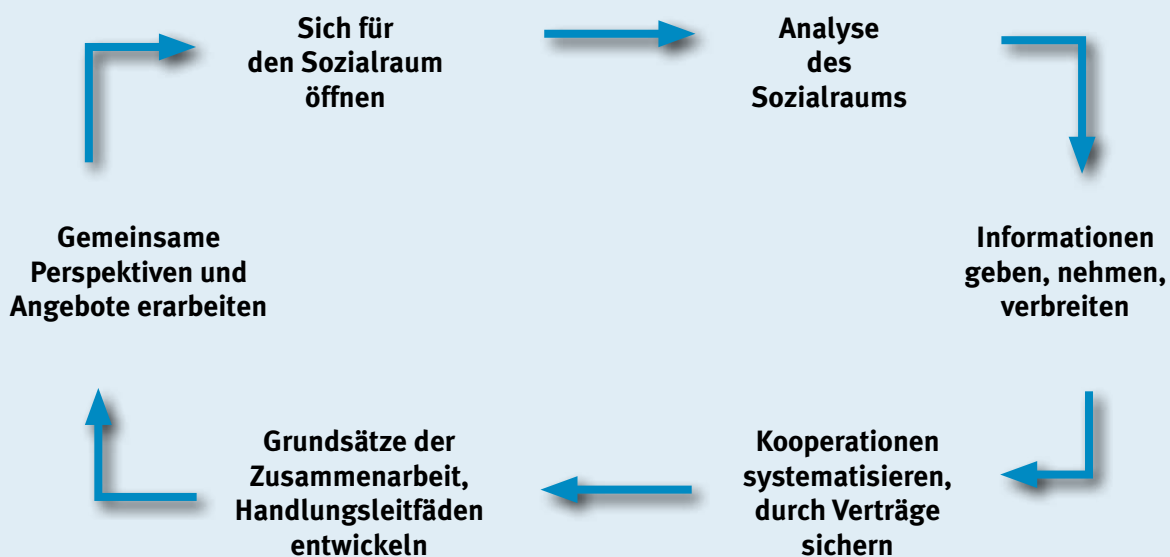 Sich für
den Sozialraum
öffnen
Analyse
des
Sozialraums
Informationen
geben, nehmen,
verbreiten
Kooperationen
systematisieren,
durch Verträge
sichern
Grundsätze der
Zusammenarbeit,
Handlungsleitfäden
entwickeln
Gemeinsame
Perspektiven und
Angebote erarbeiten